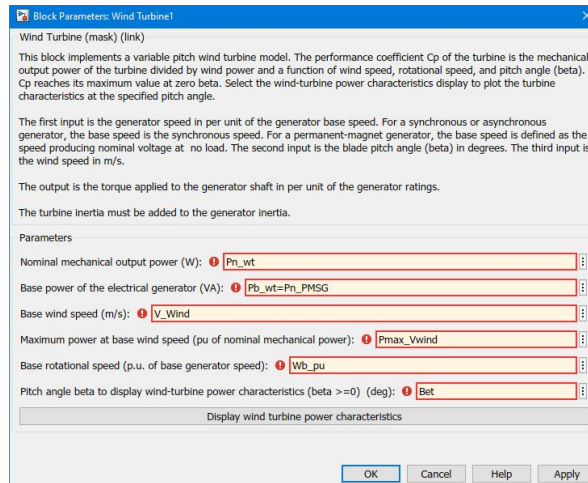 Block Parameters: Wind Turbine1
Wind Turbine (mask) (link)
This block implements a variable pitch wind turbine model. The performance coefficient Cp of the turbine is the mechanical
output power of the turbine divided by wind power and a function of wind speed, rotational speed, and pitch angle (beta).
Cp reaches its maximum value at zero beta. Select the wind-turbine power characteristics display to plot the turbine
characteristics at the specified pitch angle.
The first input is the generator speed in per unit of the generator base speed. For a synchronous or asynchronous
generator, the base speed is the synchronous speed. For a permanent-magnet generator, the base speed is defined as the
speed producing nominal voltage at no load. The second input is the blade pitch angle (beta) in degrees. The third input is
the wind speed in m/s.
The output is the torque applied to the generator shaft in per unit of the generator ratings.
The turbine inertia must be added to the generator inertia.
Parameters
Nominal mechanical output power (W): Pn_wt
Base power of the electrical generator (VA): Pb_wt=Pn_PMSG
Base wind speed (m/s): V_Wind
Maximum power at base wind speed (pu of nominal mechanical power): Pmax_Vwind
Base rotational speed (p.u. of base generator speed): Wb_pu
Pitch angle beta to display wind-turbine power characteristics (beta >=0) (deg): Bet
Display wind turbine power characteristics
OK Cancel Help Apply